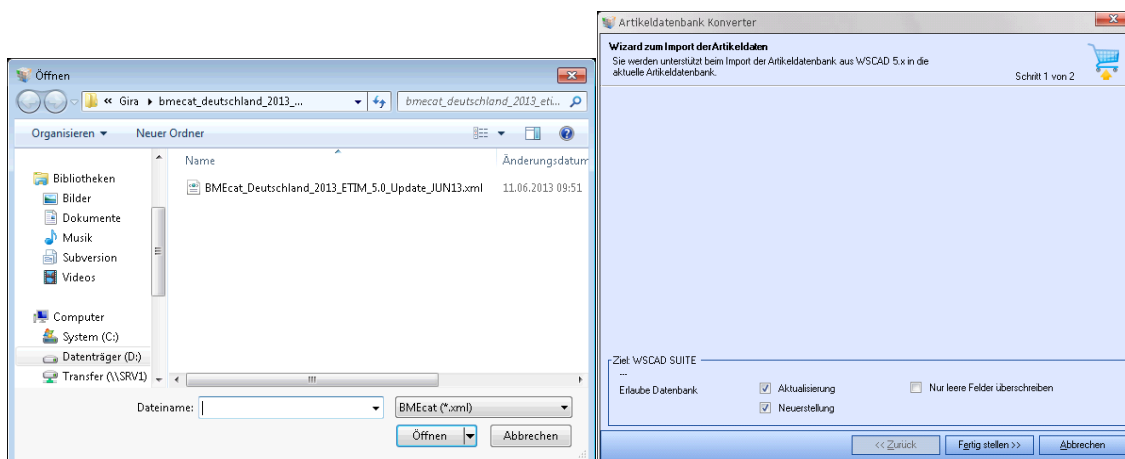 Öffnen
« Gira ▸ bmecat_deutschland_2013_...
bmecat_deutschland_2013_eti...
Organisieren
Neuer Ordner
Name
Änderungsdatum
Bibliotheken
Bilder
Dokumente
Musik
Subversion
Videos
Computer
System (C:)
Datenträger (D:)
Transfer (\\SRV1)
BMEcat_Deutschland_2013_ETIM_5.0_Update_JUN13.xml
11.06.2013 09:51
Dateiname:
BMEcat (*.xml)
Öffnen
Abbrechen
Artikeldatenbank Konverter
Wizard zum Import der Artikeldaten
Sie werden unterstützt beim Import der Artikeldatenbank aus WSCAD 5.x in die
aktuelle Artikeldatenbank.
Schritt 1 von 2
Ziel: WSCAD SUITE
...
Erlaube Datenbank
Aktualisierung
Nur leere Felder überschreiben
Neuerstellung
<< Zurück
Fertig stellen >>
Abbrechen